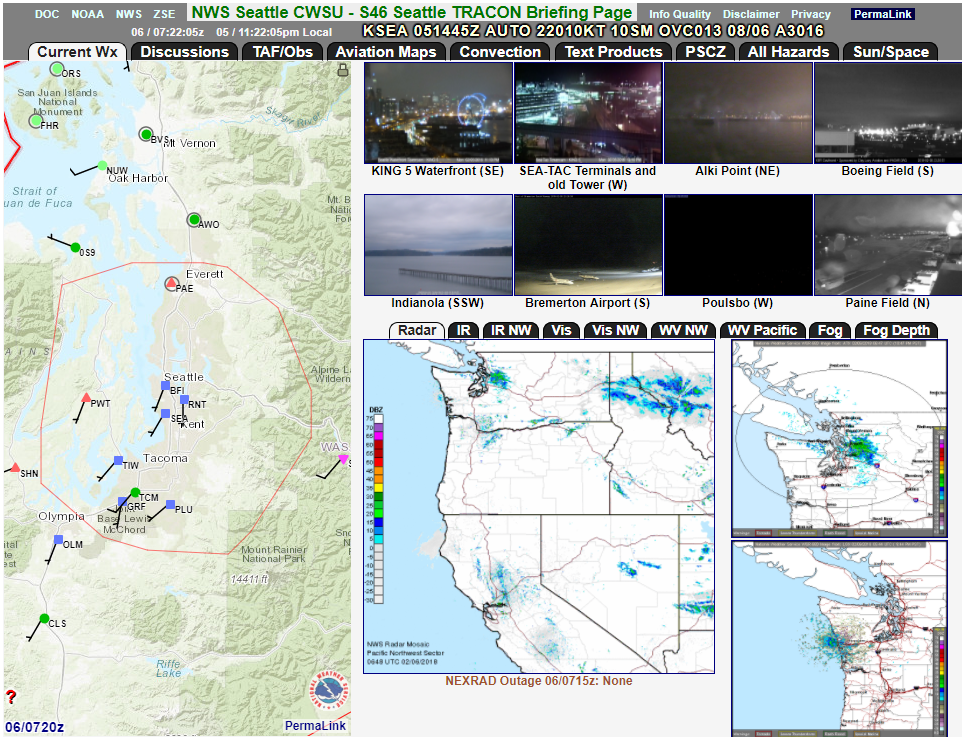 DOC NOAA NWS ZSE NWS Seattle CWSU - S46 Seattle TRACON Briefing Page Info Quality Disclaimer Privacy PermaLink
06 / 07:22:05z 05 / 11:22:05pm Local KSEA 051445Z AUTO 22010KT 10SM OVC013 08/06 A3016
Current Wx Discussions TAF/Obs Aviation Maps Convection Text Products PSCZ All Hazards Sun/Space
ORS
San Juan Islands
National
Monument
FHR
Skagit River
BVS
Mt Vernon
NUW
Oak Harbor
Strait of
uan de Fuca
Mt. B
AWO
0S9
Everett
PAE
AINS
Alpine L
Wildern
Seattle
BFI
PWT
RNT
SEA
Kent
WAS
Tacoma
TIW
SHN
TCM
GRF
PLU
Base Lewis
McChord
Olympia
OLM
Mount Rainier
National Park
14411 ft
CLS
Riffe
Lake
?
06/0720z
PermaLink
KING 5 Waterfront (SE)
SEA-TAC Terminals and
old Tower (W)
Alki Point (NE)
Boeing Field (S)
Indianola (SSW)
Bremerton Airport (S)
Poulsbo (W)
Paine Field (N)
Radar IR IR NW Vis Vis NW WV NW WV Pacific Fog Fog Depth
DBZ
75
70
65
60
55
50
45
40
35
30
25
20
15
10
5
0
-5
-10
-15
-20
-25
-30
NWS Radar Mosaic
Pacific Northwest Sector
0648 UTC 02/06/2018
NEXRAD Outage 06/0715z: None